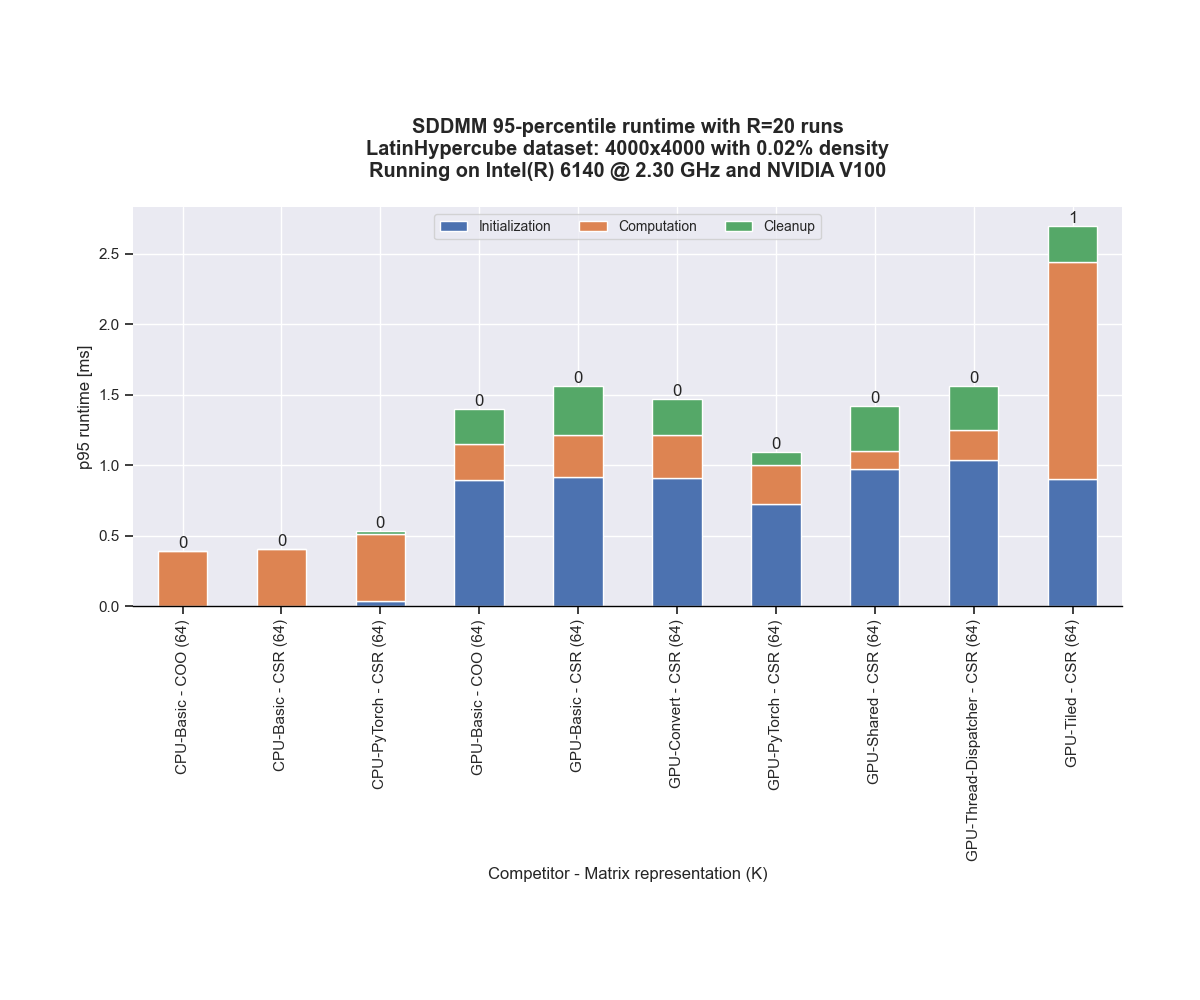 SDDMM 95-percentile runtime with R=20 runs
LatinHypercube dataset: 4000x4000 with 0.02% density
Running on Intel(R) 6140 @ 2.30 GHz and NVIDIA V100
Initialization
Computation
Cleanup
p95 runtime [ms]
2.5
2.0
1.5
1.0
0.5
0.0
0
0
0
0
0
0
0
0
0
1
CPU-Basic - COO (64)
CPU-Basic - CSR (64)
CPU-PyTorch - CSR (64)
GPU-Basic - COO (64)
GPU-Basic - CSR (64)
GPU-Convert - CSR (64)
GPU-PyTorch - CSR (64)
GPU-Shared - CSR (64)
GPU-Thread-Dispatcher - CSR (64)
GPU-Tiled - CSR (64)
Competitor - Matrix representation (K)